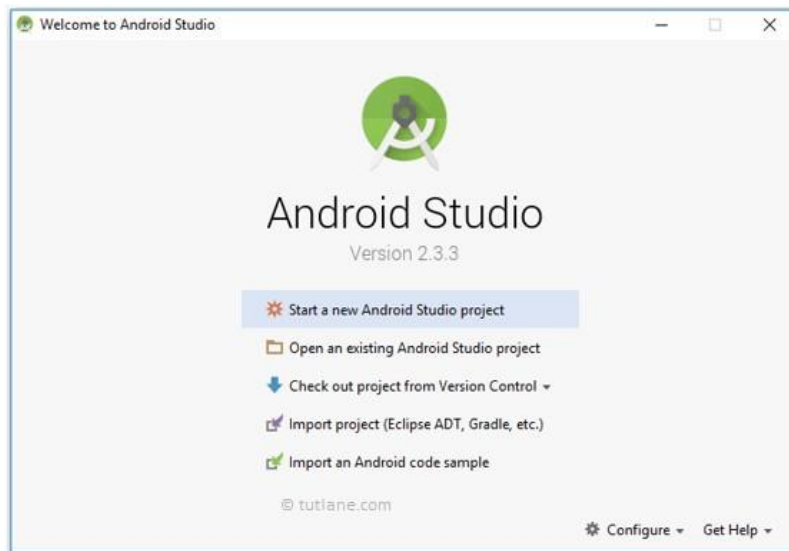 Welcome to Android Studio
Android Studio
Version 2.3.3
Start a new Android Studio project
Open an existing Android Studio project
Check out project from Version Control
Import project (Eclipse ADT, Gradle, etc.)
Import an Android code sample
© tutlane.com
Configure Get Help